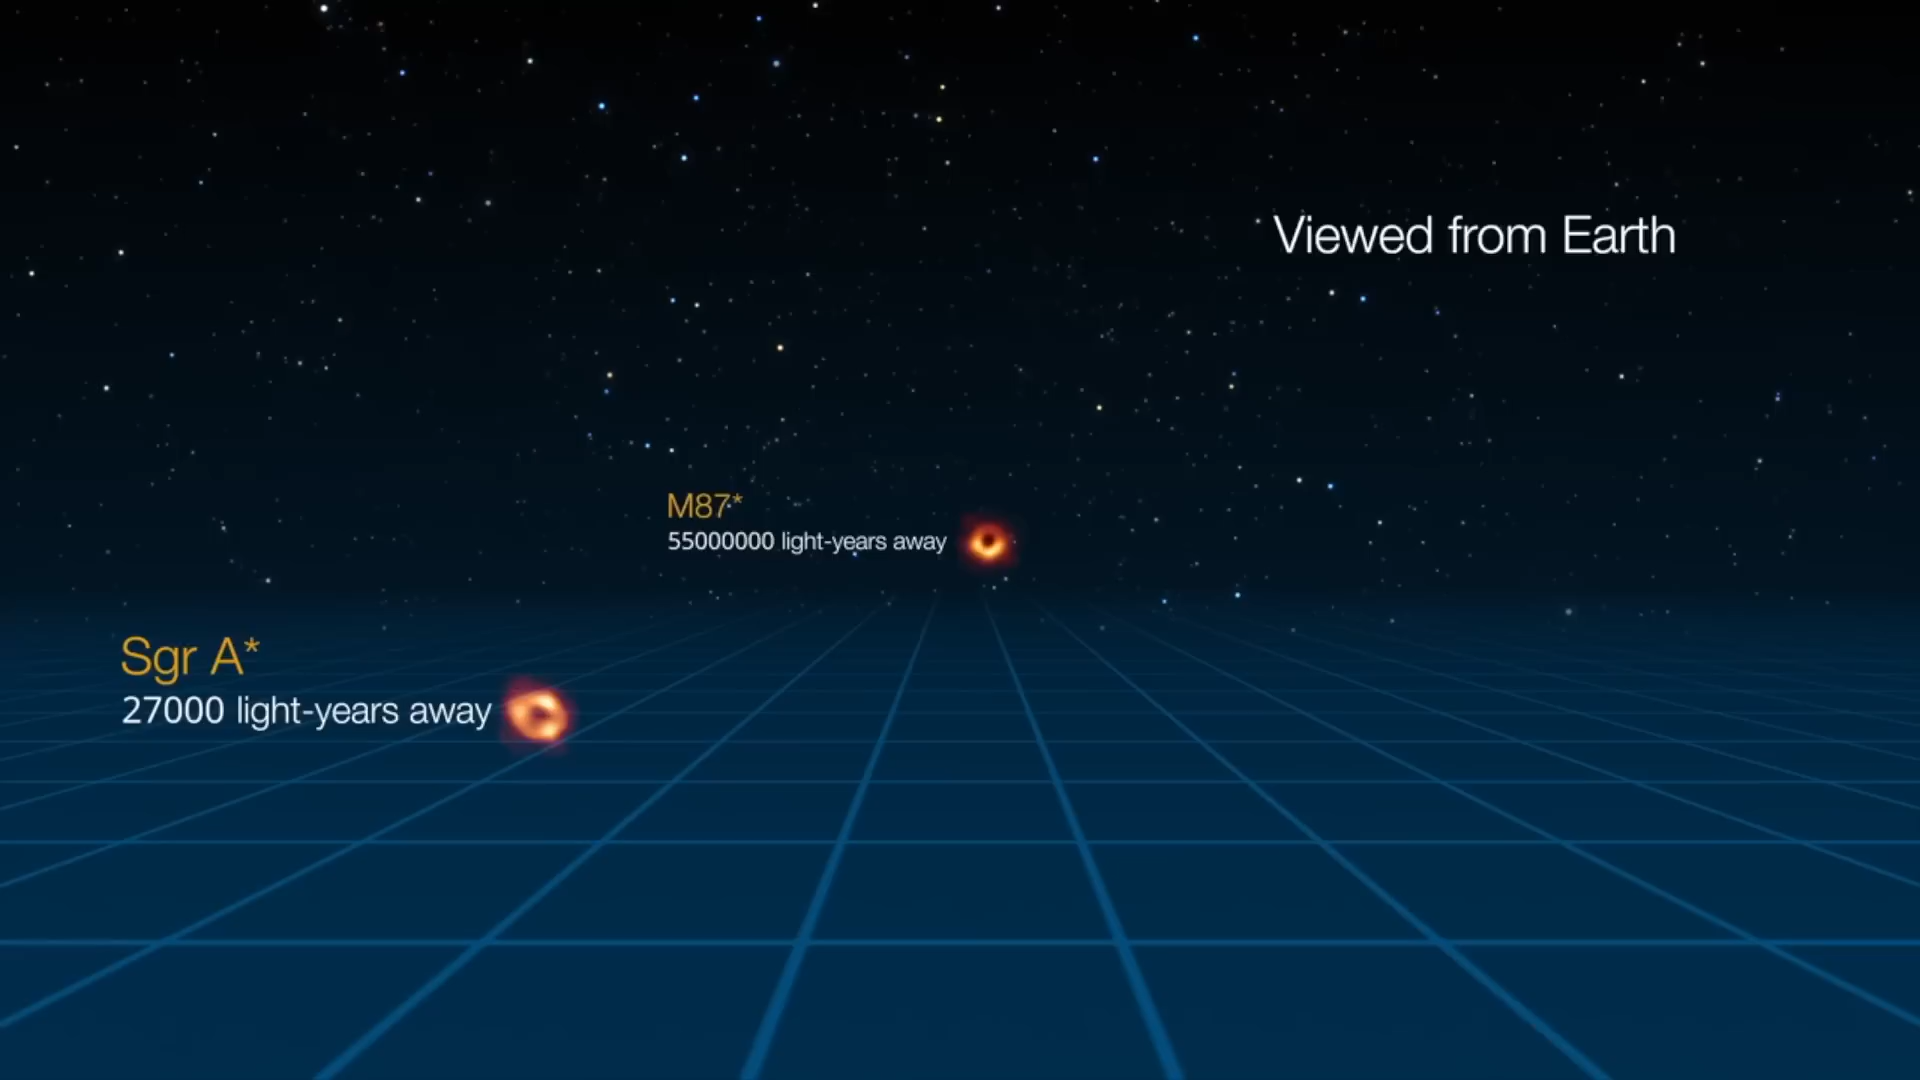 Viewed from Earth
M87*
55000000 light-years away
Sgr A*
27000 light-years away